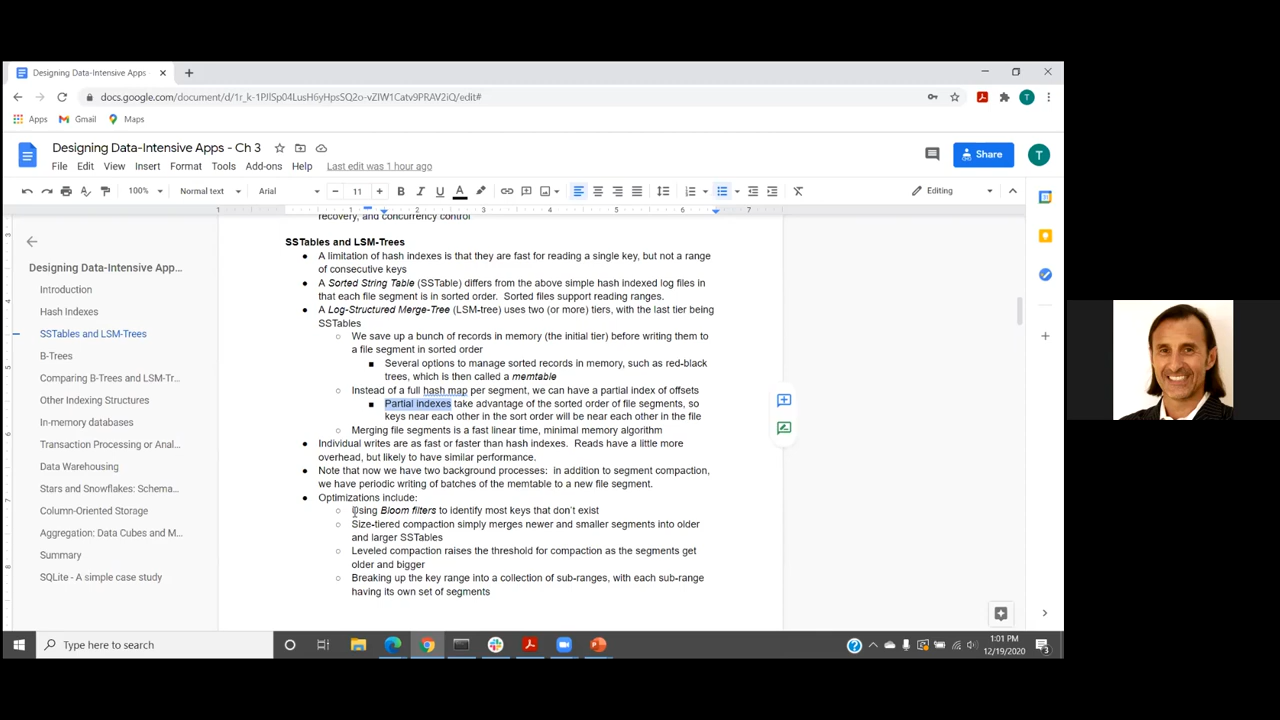 Designing Data-Intensive Apps
docs.google.com/document/d/1r_k-1PJlSp04LusH6yHpsSQ2o-vZIW1Catv9PRAV2iQ/edit#
T
Apps Gmail Maps
Designing Data-Intensive Apps - Ch 3
File Edit View Insert Format Tools Add-ons Help Last edit was 1 hour ago
Share
T
100% Normal text Arial 11 B I U A Editing
1 1 2 3 4 5 6 7
recovery, and concurrency control
Designing Data-Intensive App...
Introduction
Hash Indexes
SSTables and LSM-Trees
B-Trees
Comparing B-Trees and LSM-Tr...
Other Indexing Structures
In-memory databases
Transaction Processing or Analy...
Data Warehousing
Stars and Snowflakes: Schema...
Column-Oriented Storage
Aggregation: Data Cubes and M...
Summary
SQLite - A simple case study
SSTables and LSM-Trees
● A limitation of hash indexes is that they are fast for reading a single key, but not a range
of consecutive keys
● A Sorted String Table (SSTable) differs from the above simple hash indexed log files in
that each file segment is in sorted order. Sorted files support reading ranges.
● A Log-Structured Merge-Tree (LSM-tree) uses two (or more) tiers, with the last tier being
SSTables
○ We save up a bunch of records in memory (the initial tier) before writing them to
a file segment in sorted order
■ Several options to manage sorted records in memory, such as red-black
trees, which is then called a memtable
○ Instead of a full hash map per segment, we can have a partial index of offsets
■ Partial indexes take advantage of the sorted order of file segments, so
keys near each other in the sort order will be near each other in the file
○ Merging file segments is a fast linear time, minimal memory algorithm
● Individual writes are as fast or faster than hash indexes. Reads have a little more
overhead, but likely to have similar performance.
● Note that now we have two background processes: in addition to segment compaction,
we have periodic writing of batches of the memtable to a new file segment.
● Optimizations include:
○ Using Bloom filters to identify most keys that don't exist
○ Size-tiered compaction simply merges newer and smaller segments into older
and larger SSTables
○ Leveled compaction raises the threshold for compaction as the segments get
older and bigger
○ Breaking up the key range into a collection of sub-ranges, with each sub-range
having its own set of segments
Type here to search
1:01 PM
12/19/2020
3